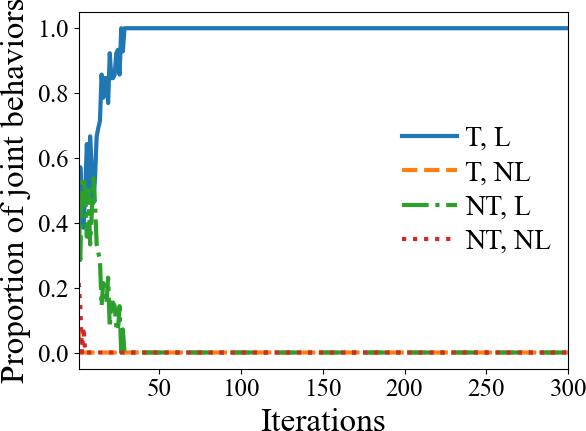 Proportion of joint behaviors
1.0
0.8
0.6
0.4
0.2
0.0
T, L
T, NL
NT, L
NT, NL
50 100 150 200 250 300
Iterations